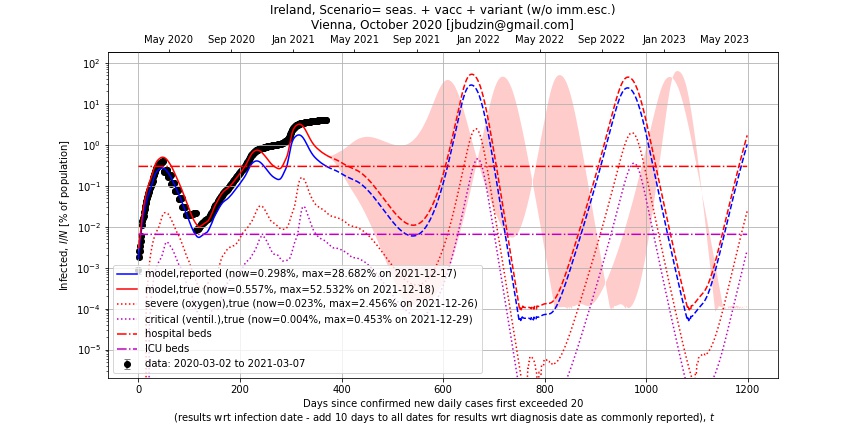 Ireland, Scenario= seas. + vacc + variant (w/o imm.esc.)
Vienna, October 2020 [jbudzin@gmail.com]
May 2020 Sep 2020 Jan 2021 May 2021 Sep 2021 Jan 2022 May 2022 Sep 2022 Jan 2023 May 2023
10²
10¹
10⁰
10⁻¹
10⁻²
10⁻³
10⁻⁴
10⁻⁵
Infected, I/N [% of population]
model,reported (now=0.298%, max=28.682% on 2021-12-17)
model,true (now=0.557%, max=52.532% on 2021-12-18)
severe (oxygen),true (now=0.023%, max=2.456% on 2021-12-26)
critical (ventil.),true (now=0.004%, max=0.453% on 2021-12-29)
hospital beds
ICU beds
data: 2020-03-02 to 2021-03-07
0 200 400 600 800 1000 1200
Days since confirmed new daily cases first exceeded 20
(results wrt infection date - add 10 days to all dates for results wrt diagnosis date as commonly reported), t